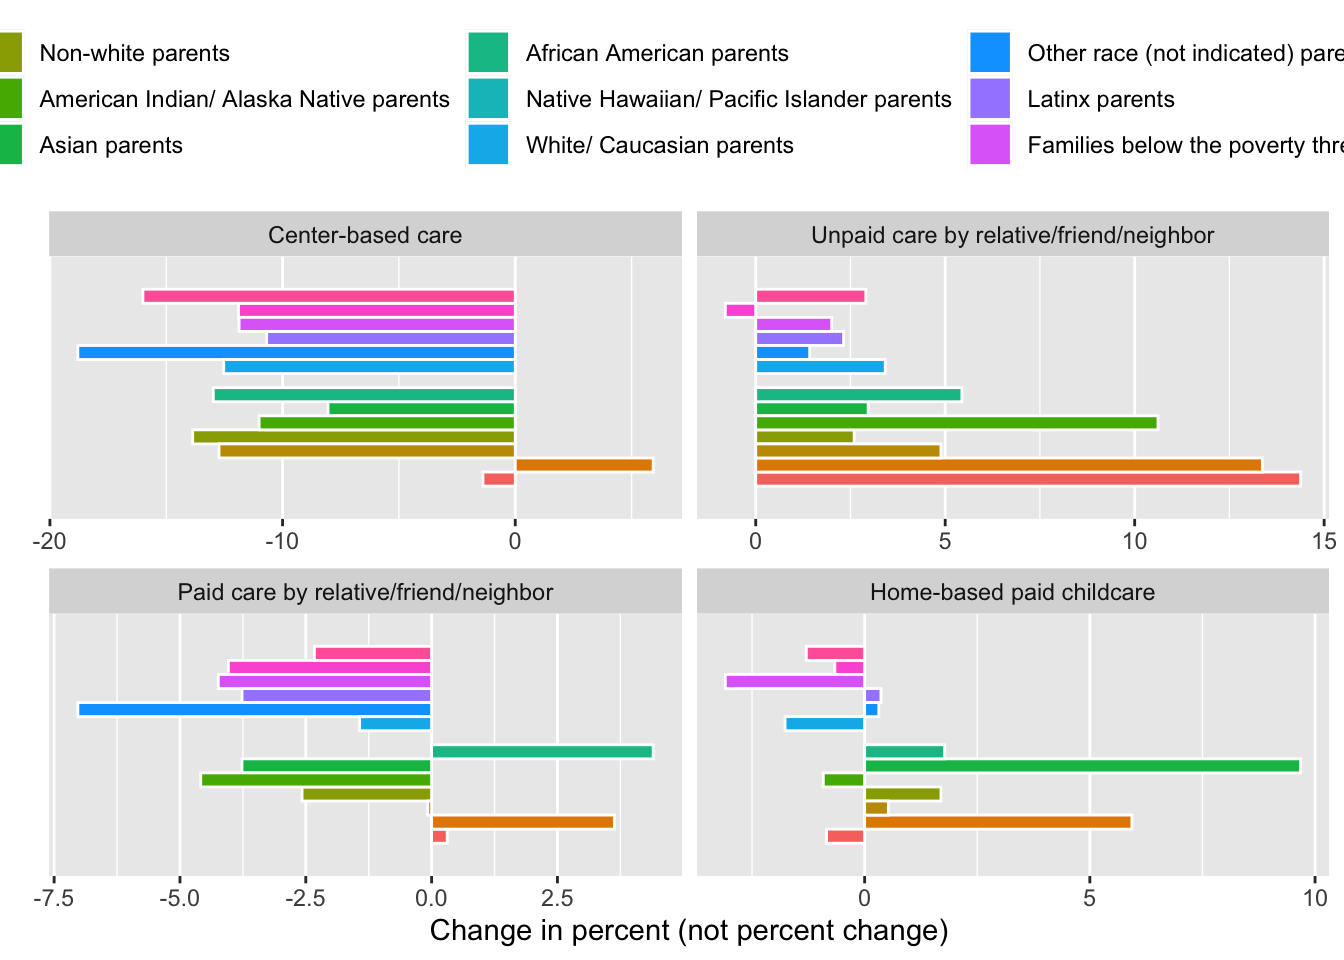 Non-white parents African American parents Other race (not indicated) pare
American Indian/ Alaska Native parents Native Hawaiian/ Pacific Islander parents Latinx parents
Asian parents White/ Caucasian parents Families below the poverty thre
Center-based care Unpaid care by relative/friend/neighbor
-20 -10 0 0 5 10 15
Paid care by relative/friend/neighbor Home-based paid childcare
-7.5 -5.0 -2.5 0.0 2.5 0 5 10
Change in percent (not percent change)